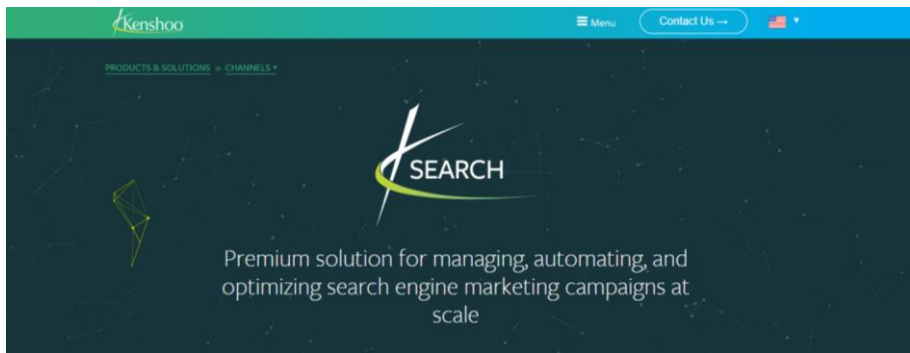 Kenshoo
Menu
Contact Us →
PRODUCTS & SOLUTIONS » CHANNELS
SEARCH
Premium solution for managing, automating, and
optimizing search engine marketing campaigns at
scale